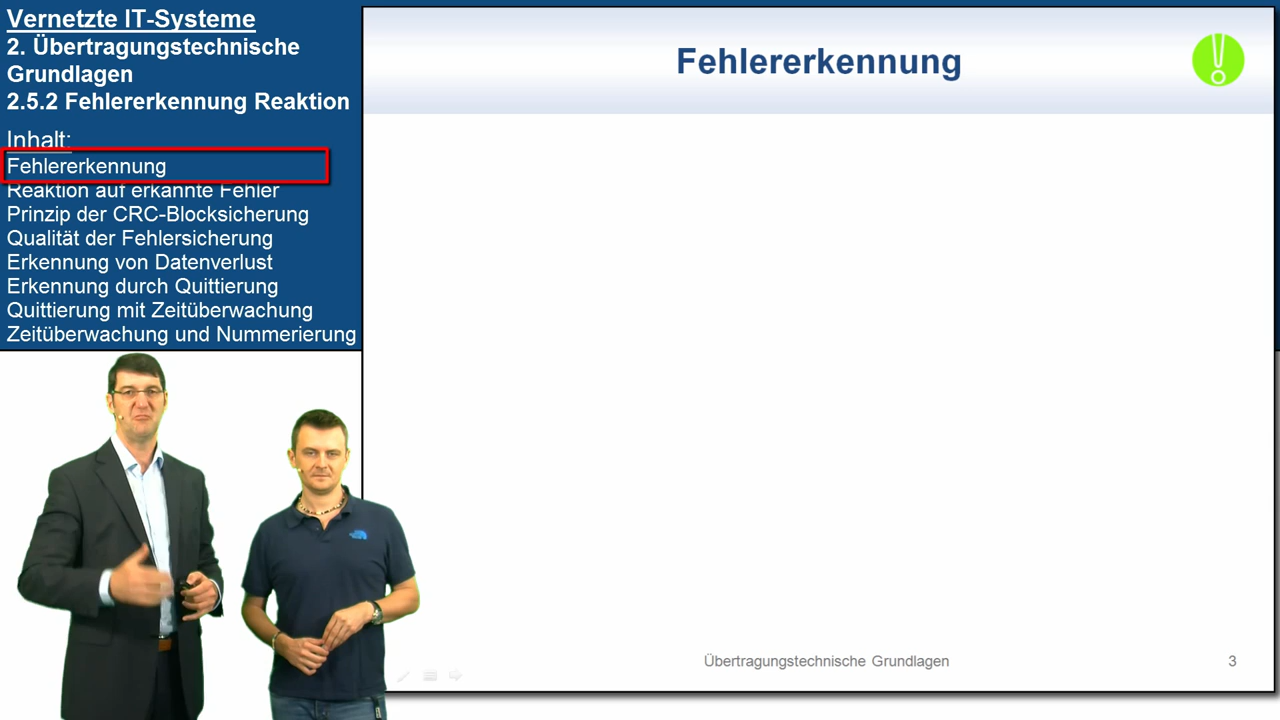 Vernetzte IT-Systeme
2. Übertragungstechnische
Grundlagen
2.5.2 Fehlererkennung Reaktion
Inhalt:
Fehlererkennung
Reaktion auf erkannte Fehler
Prinzip der CRC-Blocksicherung
Qualität der Fehlersicherung
Erkennung von Datenverlust
Erkennung durch Quittierung
Quittierung mit Zeitüberwachung
Zeitüberwachung und Nummerierung
Fehlererkennung
Übertragungstechnische Grundlagen
3